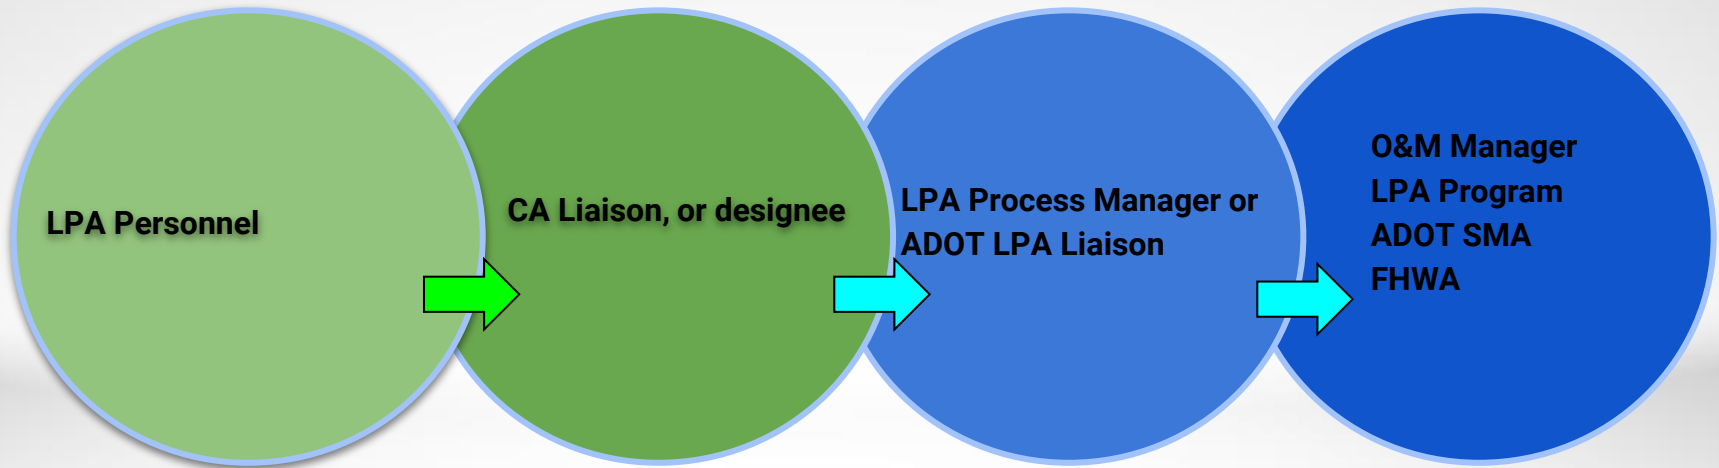 LPA Personnel
CA Liaison, or designee
LPA Process Manager or
ADOT LPA Liaison
O&M Manager
LPA Program
ADOT SMA
FHWA